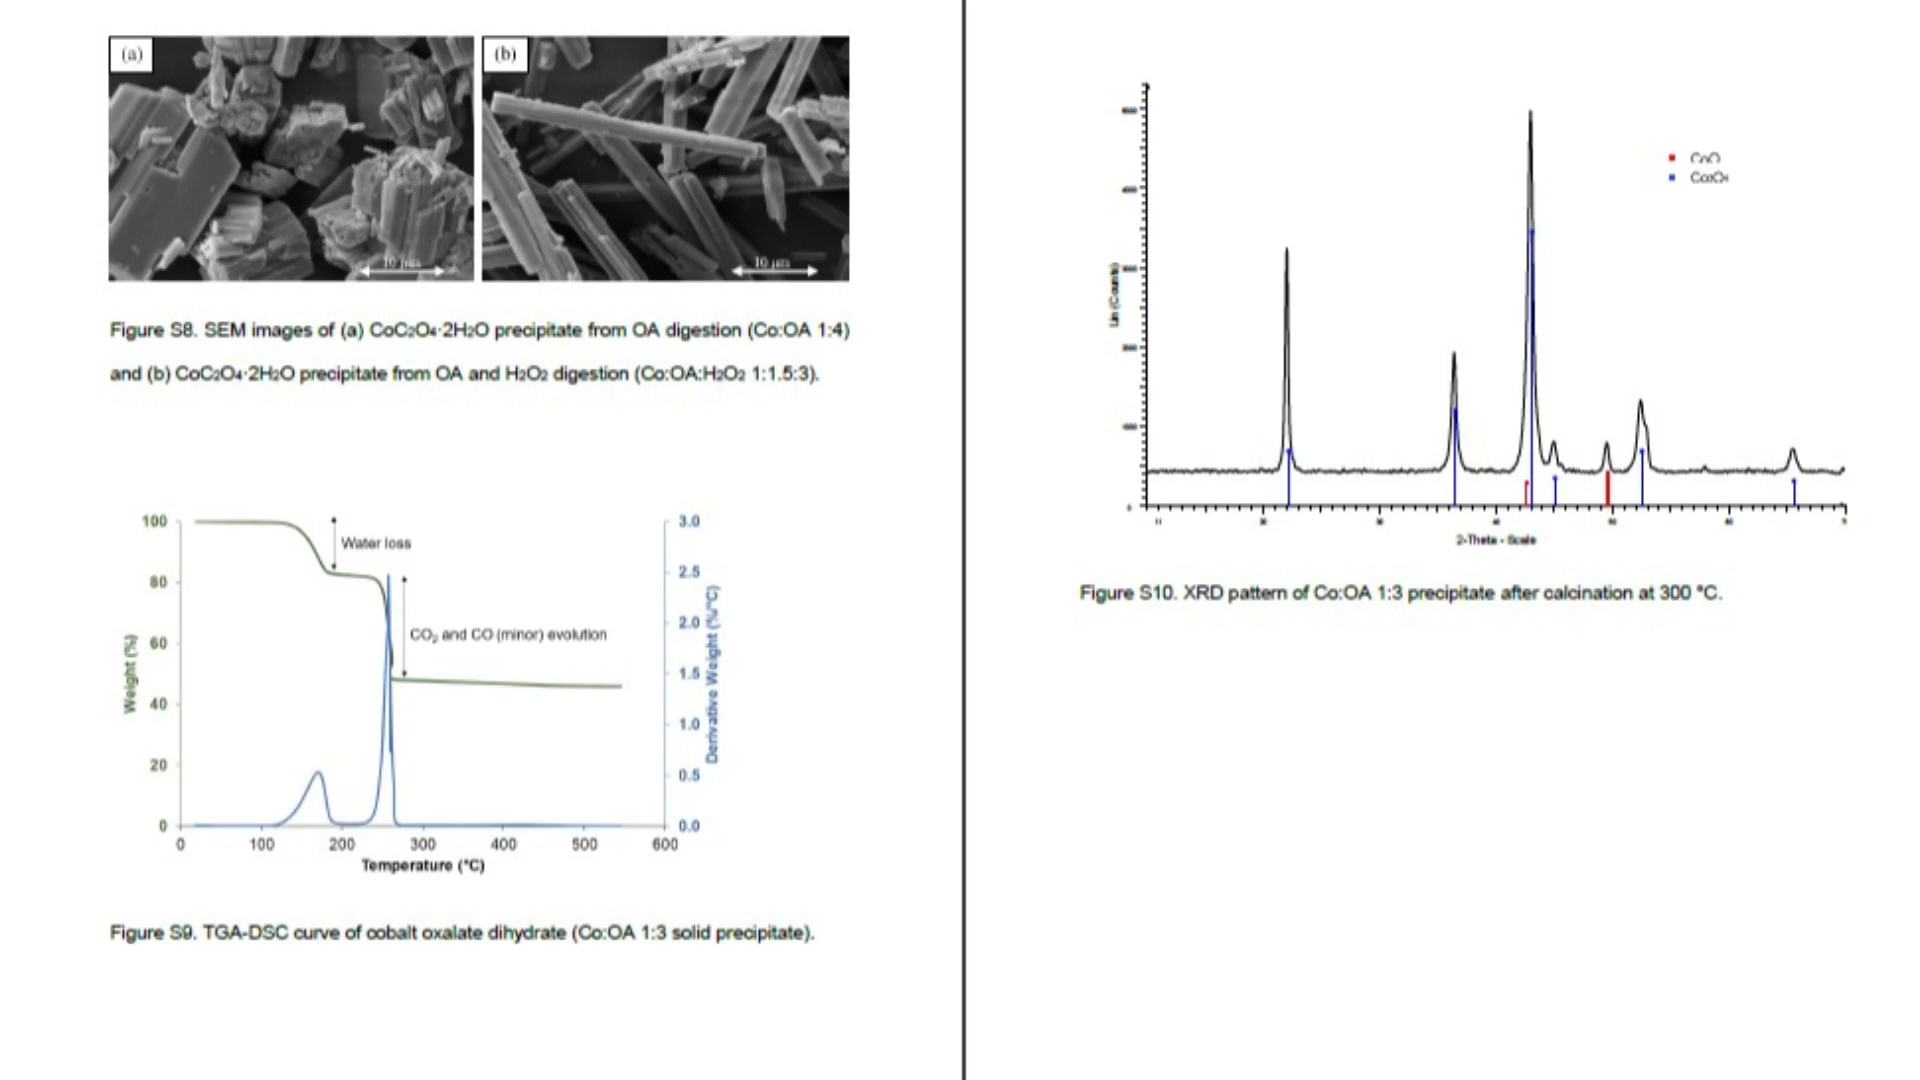 (a)
(b)
10 µm
10 µm
Figure S8. SEM images of (a) CoC₂O₄·2H₂O precipitate from OA digestion (Co:OA 1:4)
and (b) CoC₂O₄·2H₂O precipitate from OA and H₂O₂ digestion (Co:OA:H₂O₂ 1:1.5:3).
Weight (%)
100
80
60
40
20
0
Water loss
CO₂ and CO (minor) evolution
3.0
2.5
2.0
1.5
1.0
0.5
0.0
Derivative Weight (%/°C)
0 100 200 300 400 500 600
Temperature (°C)
Figure S9. TGA-DSC curve of cobalt oxalate dihydrate (Co:OA 1:3 solid precipitate).
Lin (Counts)
CoO
Co₃O₄
2-Theta - Scale
Figure S10. XRD pattern of Co:OA 1:3 precipitate after calcination at 300 °C.